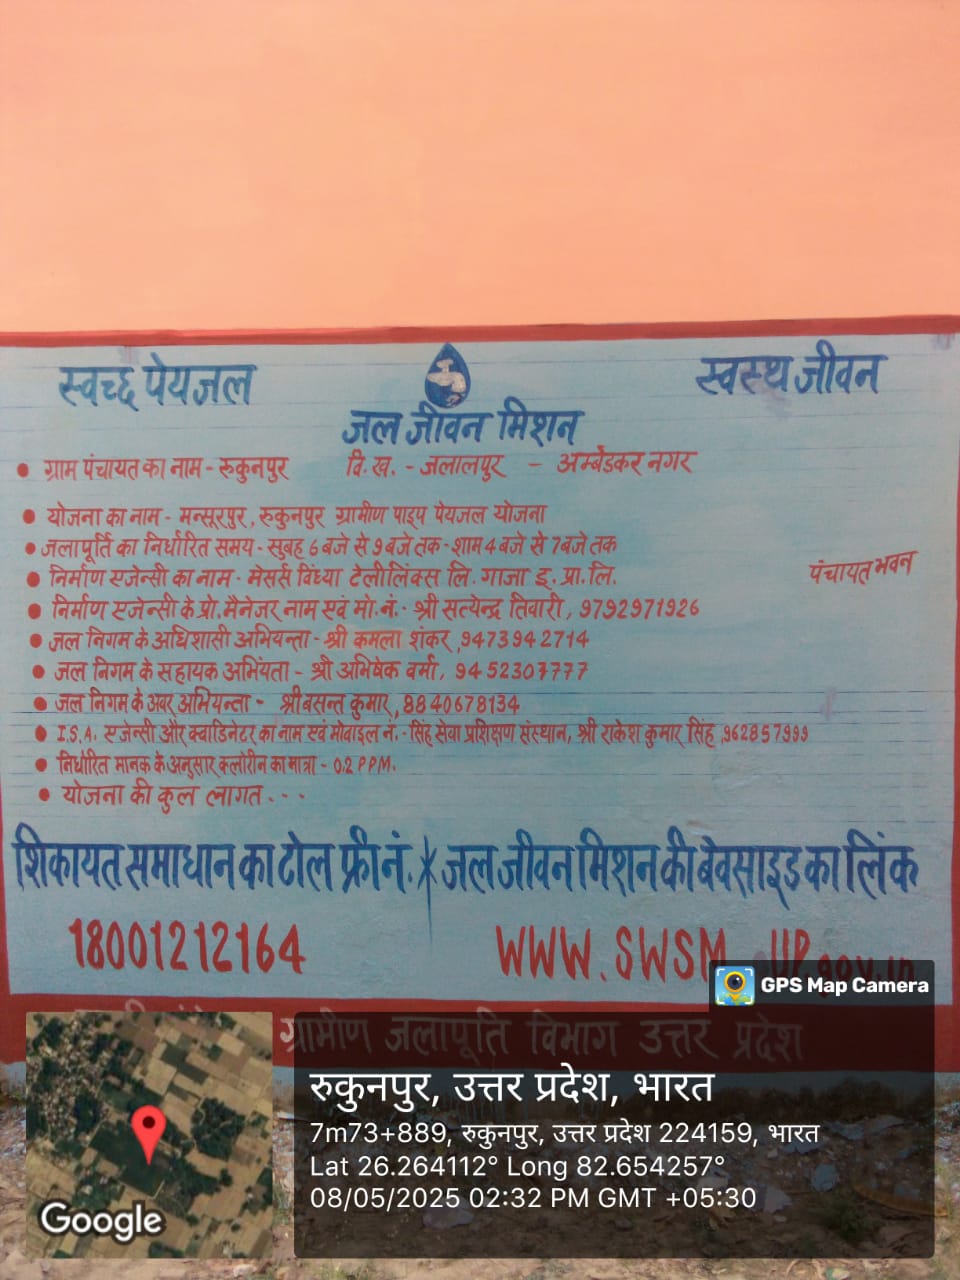 स्वच्छ पेयजल
स्वस्थ जीवन
जल जीवन मिशन
• ग्राम पंचायत का नाम - रुकुनपुर वि. ख. - जलालपुर - अम्बेडकर नगर
• योजना का नाम - मन्सूरपुर, रुकुनपुर ग्रामीण पाइप पेयजल योजना
• जलापूर्ति का निर्धारित समय - सुबह 6 बजे से 9 बजे तक - शाम 4 बजे से 7 बजे तक
पंचायत भवन
• निर्माण एजेन्सी का नाम - मेसर्स विंध्या टेलीलिंक्स लि. गाजा इ. प्रा. लि.
• निर्माण एजेन्सी के प्रो. मैनेजर नाम एवं मो. नं. - श्री सत्येन्द्र तिवारी, 9792971926
• जल निगम के अधिशासी अभियन्ता - श्री कमला शंकर, 9473942714
• जल निगम के सहायक अभिंयता - श्री अभिषेक वर्मा, 9452307777
• जल निगम के अवर अभियन्ता - श्री बसन्त कुमार, 8840678134
• I.S.A. एजेन्सी और क्वाडिनेटर का नाम एवं मोवाइल नं. - सिंह सेवा प्रशिक्षण संस्थान, श्री राकेश कुमार सिंह, 962857999
• निर्धारित मानक के अनुसार क्लोरीन का मात्रा - 0.2 P P M.
• योजना की कुल लागत . - -
शिकायत समाधान का टोल फ्री नं. * जल जीवन मिशन की बेवसाइड का लिंक
18001212164
WWW.SWSM.UP.gov.in
ग्रामीण जलापूर्ति विभाग उत्तर प्रदेश
GPS Map Camera
रुकुनपुर, उत्तर प्रदेश, भारत
7m73+889, रुकुनपुर, उत्तर प्रदेश 224159, भारत
Lat 26.264112° Long 82.654257°
08/05/2025 02:32 PM GMT +05:30
Google